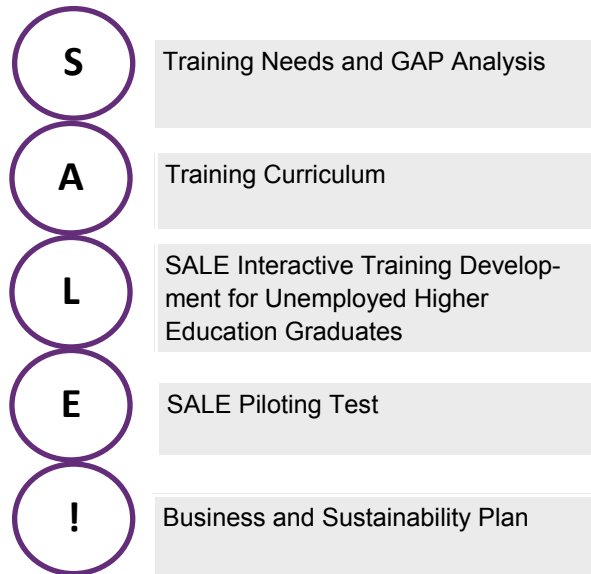 S
Training Needs and GAP Analysis
A
Training Curriculum
L
SALE Interactive Training Develop-
ment for Unemployed Higher
Education Graduates
E
SALE Piloting Test
!
Business and Sustainability Plan